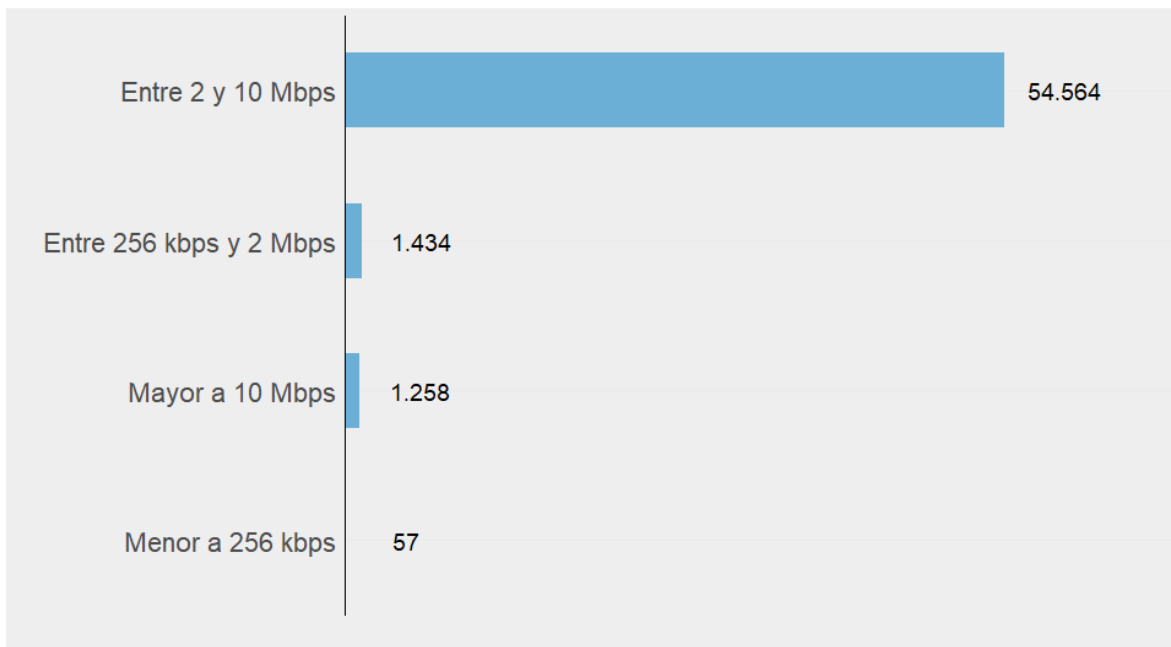 Entre 2 y 10 Mbps 54.564
Entre 256 kbps y 2 Mbps 1.434
Mayor a 10 Mbps 1.258
Menor a 256 kbps 57